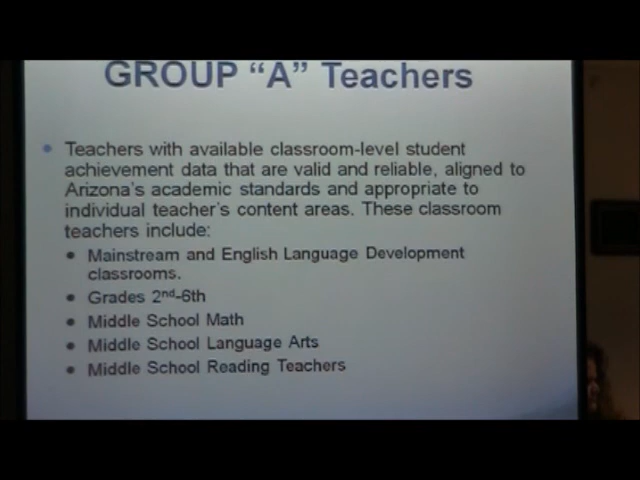 GROUP “A” Teachers
Teachers with available classroom-level student
achievement data that are valid and reliable, aligned to
Arizona’s academic standards and appropriate to
individual teacher’s content areas. These classroom
teachers include:
Mainstream and English Language Development
classrooms.
Grades 2nd-6th
Middle School Math
Middle School Language Arts
Middle School Reading Teachers